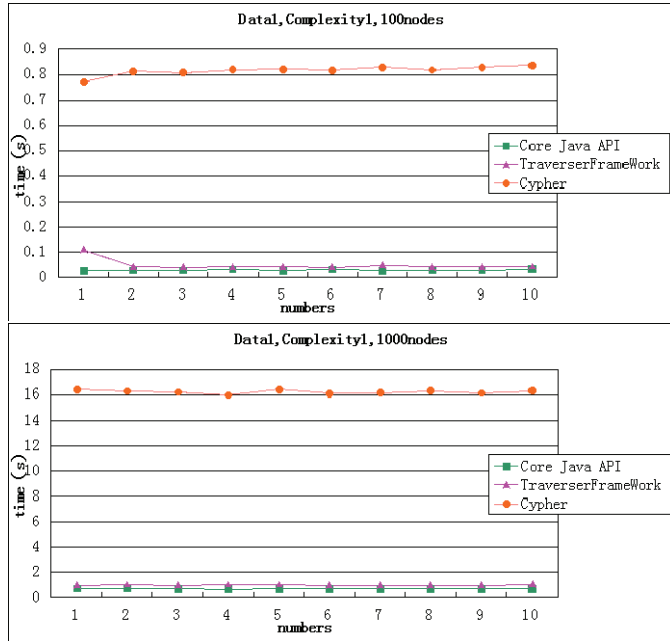 Data1,Complexity1,100nodes
0.9
0.8
0.7
0.6
0.5
0.4
0.3
0.2
0.1
0
time(s)
Core Java API
TraverserFrameWork
Cypher
1 2 3 4 5 6 7 8 9 10
numbers
Data1,Complexity1,1000nodes
18
16
14
12
10
8
6
4
2
0
time(s)
Core Java API
TraverserFrameWork
Cypher
1 2 3 4 5 6 7 8 9 10
numbers